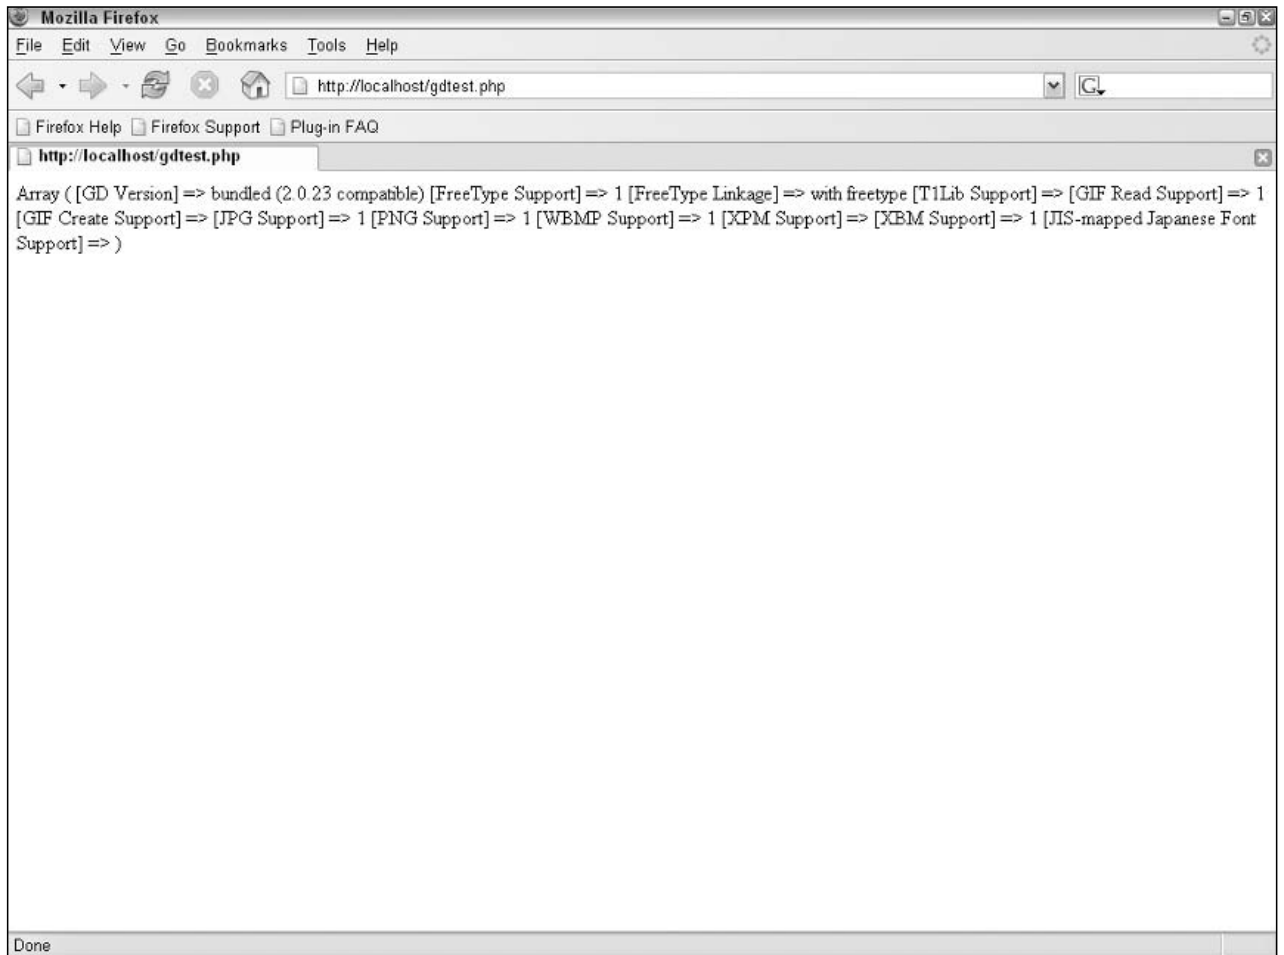 Mozilla Firefox
File Edit View Go Bookmarks Tools Help
http://localhost/gdtest.php
G
Firefox Help Firefox Support Plug-in FAQ
http://localhost/gdtest.php
Array ( [GD Version] => bundled (2.0.23 compatible) [FreeType Support] => 1 [FreeType Linkage] => with freetype [T1Lib Support] => [GIF Read Support] => 1
[GIF Create Support] => [JPG Support] => 1 [PNG Support] => 1 [WBMP Support] => 1 [XPM Support] => [XBM Support] => 1 [JIS-mapped Japanese Font
Support] => )
Done